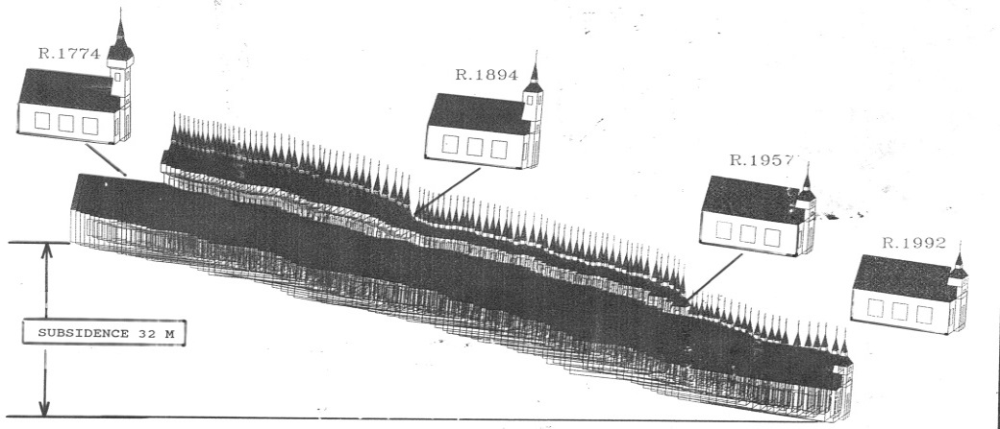 R.1774
R.1894
R.1957
R.1992
SUBSIDENCE 32 M